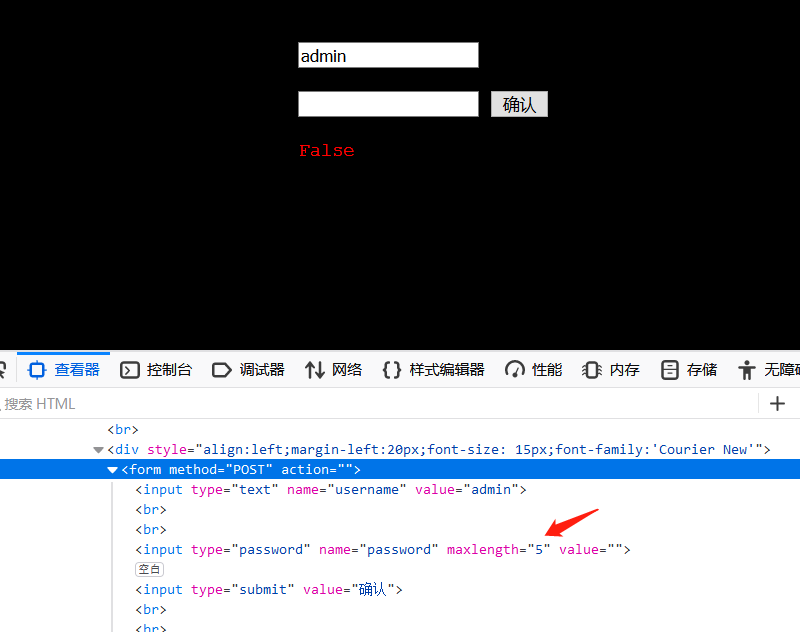 admin
确认
False
查看器 控制台 调试器 网络 样式编辑器 性能 内存 存储 无障
搜索 HTML +
<br>
<div style="align:left;margin-left:20px;font-size: 15px;font-family:'Courier New'">
<form method="POST" action="">
<input type="text" name="username" value="admin">
<br>
<br>
<input type="password" name="password" maxlength="5" value="">
空白
<input type="submit" value="确认">
<br>
<br>